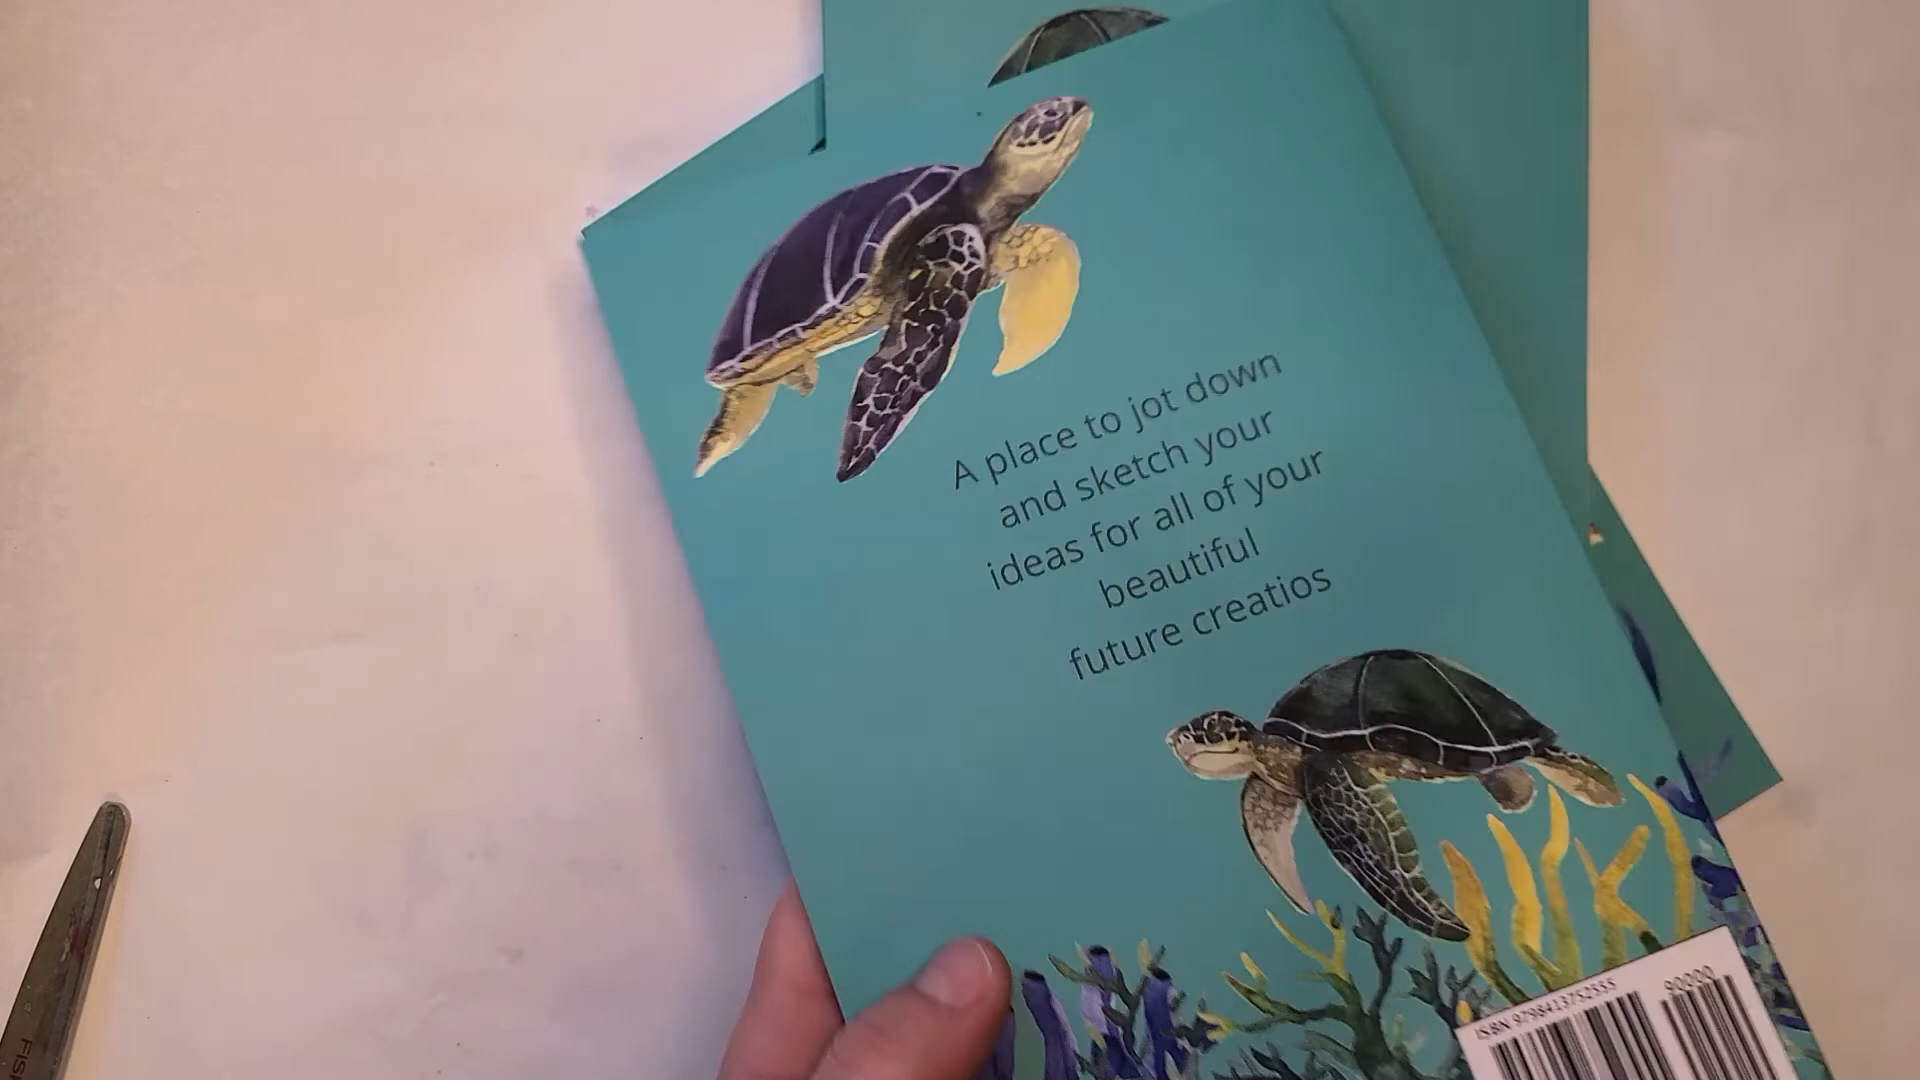 A place to jot down
and sketch your
ideas for all of your
beautiful
future creatios
ISBN 9798413752555
90000